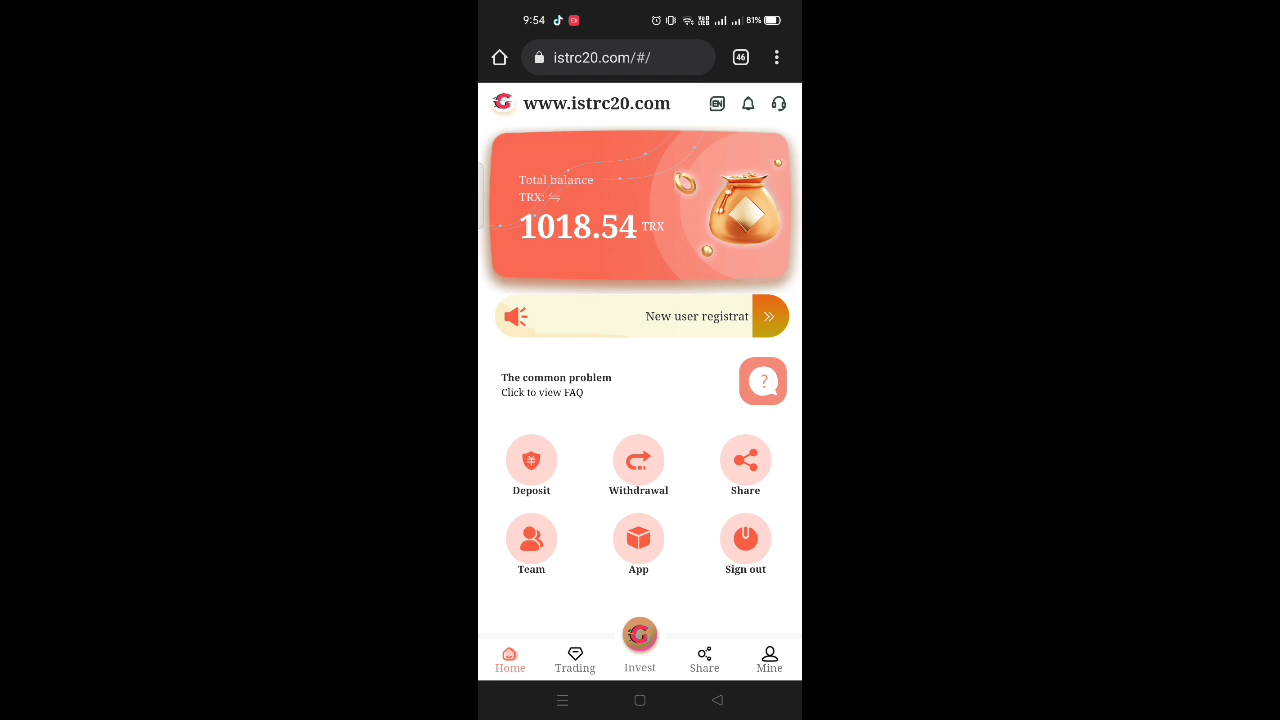 9:54
81%
istrc20.com/#/
46
www.istrc20.com
EN
Total balance
TRX:
1018.54 TRX
New user registrat
The common problem
Click to view FAQ
?
Deposit
Withdrawal
Share
Team
App
Sign out
Home
Trading
Invest
Share
Mine